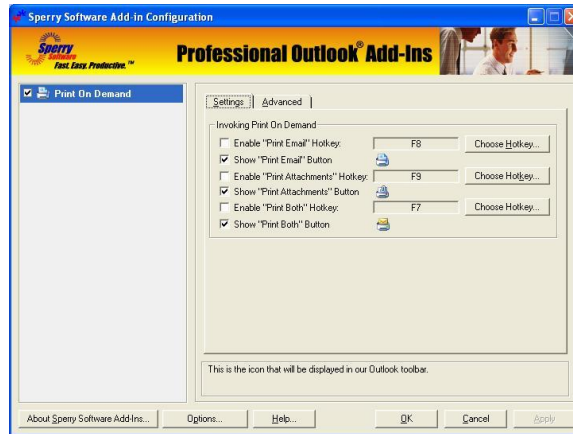 Sperry Software Add-in Configuration
Sperry
Software
Fast. Easy. Productive. ™
Professional Outlook® Add-Ins
Print On Demand
Settings
Advanced
Invoking Print On Demand
Enable "Print Email" Hotkey:
F8
Choose Hotkey...
Show "Print Email" Button
Enable "Print Attachments" Hotkey:
F9
Choose Hotkey...
Show "Print Attachments" Button
Enable "Print Both" Hotkey:
F7
Choose Hotkey...
Show "Print Both" Button
This is the icon that will be displayed in our Outlook toolbar.
About Sperry Software Add-Ins...
Options...
Help...
OK
Cancel
Apply